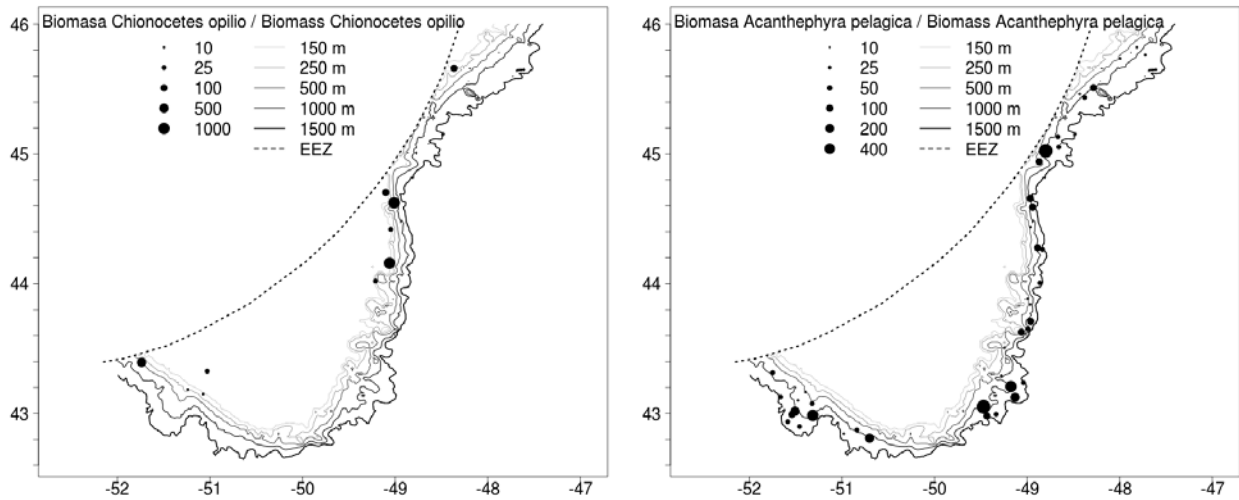 Biomasa Chionocetes opilio / Biomass Chionocetes opilio
10 150 m
25 250 m
100 500 m
500 1000 m
1000 1500 m
EEZ
46
45
44
43
-52 -51 -50 -49 -48 -47
Biomasa Acanthephyra pelagica / Biomass Acanthephyra pelagica
10 150 m
25 250 m
50 500 m
100 1000 m
200 1500 m
400 EEZ
46
45
44
43
-52 -51 -50 -49 -48 -47